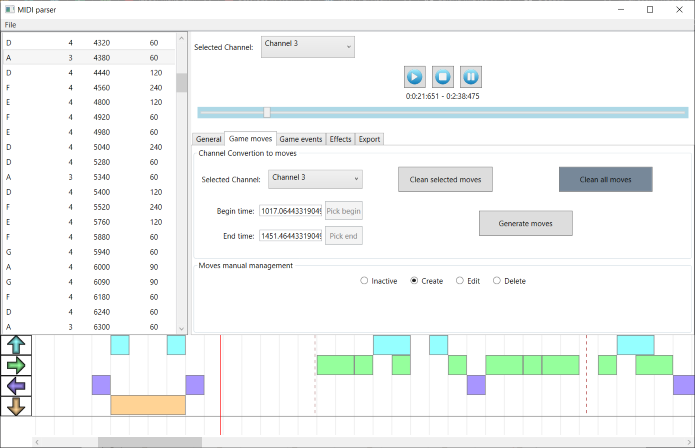 MIDI parser
File
D 4 4320 60
A 3 4380 60
D 4 4440 120
F 4 4560 240
E 4 4800 120
F 4 4920 60
E 4 4980 60
D 4 5040 240
D 4 5280 60
A 3 5340 60
D 4 5400 120
F 4 5520 240
E 4 5760 120
F 4 5880 60
G 4 5940 60
A 4 6000 90
G 4 6090 90
F 4 6180 60
D 4 6240 60
A 3 6300 60
Selected Channel: Channel 3
0:0:21:651 - 0:2:38:475
General Game moves Game events Effects Export
Channel Convertion to moves
Selected Channel: Channel 3
Clean selected moves
Clean all moves
Begin time: 1017.0644331904 Pick begin
Generate moves
End time: 1451.4644331904 Pick end
Moves manual management
Inactive Create Edit Delete